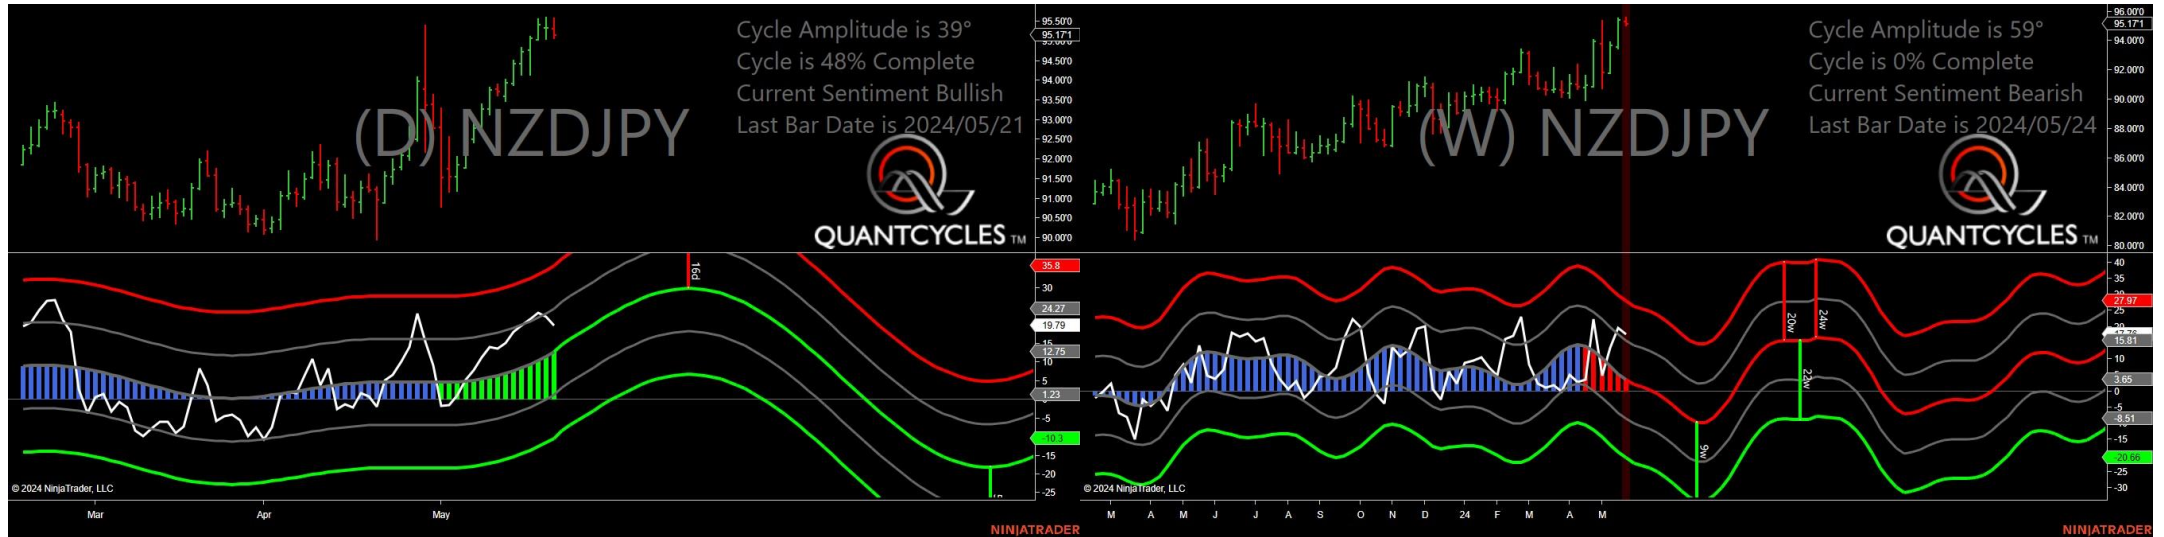 Cycle Amplitude is 39°
Cycle is 48% Complete
Current Sentiment Bullish
Last Bar Date is 2024/05/21
(D) NZDJPY
QUANTCYCLES TM
95.50'0
95.17'1
94.50'0
94.00'0
93.50'0
93.00'0
92.50'0
92.00'0
91.50'0
91.00'0
90.50'0
90.00'0
16d
35.8
30
24.27
19.79
15
12.75
5
1.23
-5
-10.3
-15
-20
-25
© 2024 NinjaTrader, LLC
Mar Apr May
NINJATRADER
Cycle Amplitude is 59°
Cycle is 0% Complete
Current Sentiment Bearish
Last Bar Date is 2024/05/24
(W) NZDJPY
QUANTCYCLES TM
96.00'0
95.17'1
94.00'0
92.00'0
90.00'0
88.00'0
86.00'0
84.00'0
82.00'0
80.00'0
9w
20w
22w
24w
40
35
27.97
25
15.81
10
3.65
0
-5
-8.51
-15
-20.66
-25
-30
© 2024 NinjaTrader, LLC
M A M J J A S O N D 24 F M A M
NINJATRADER